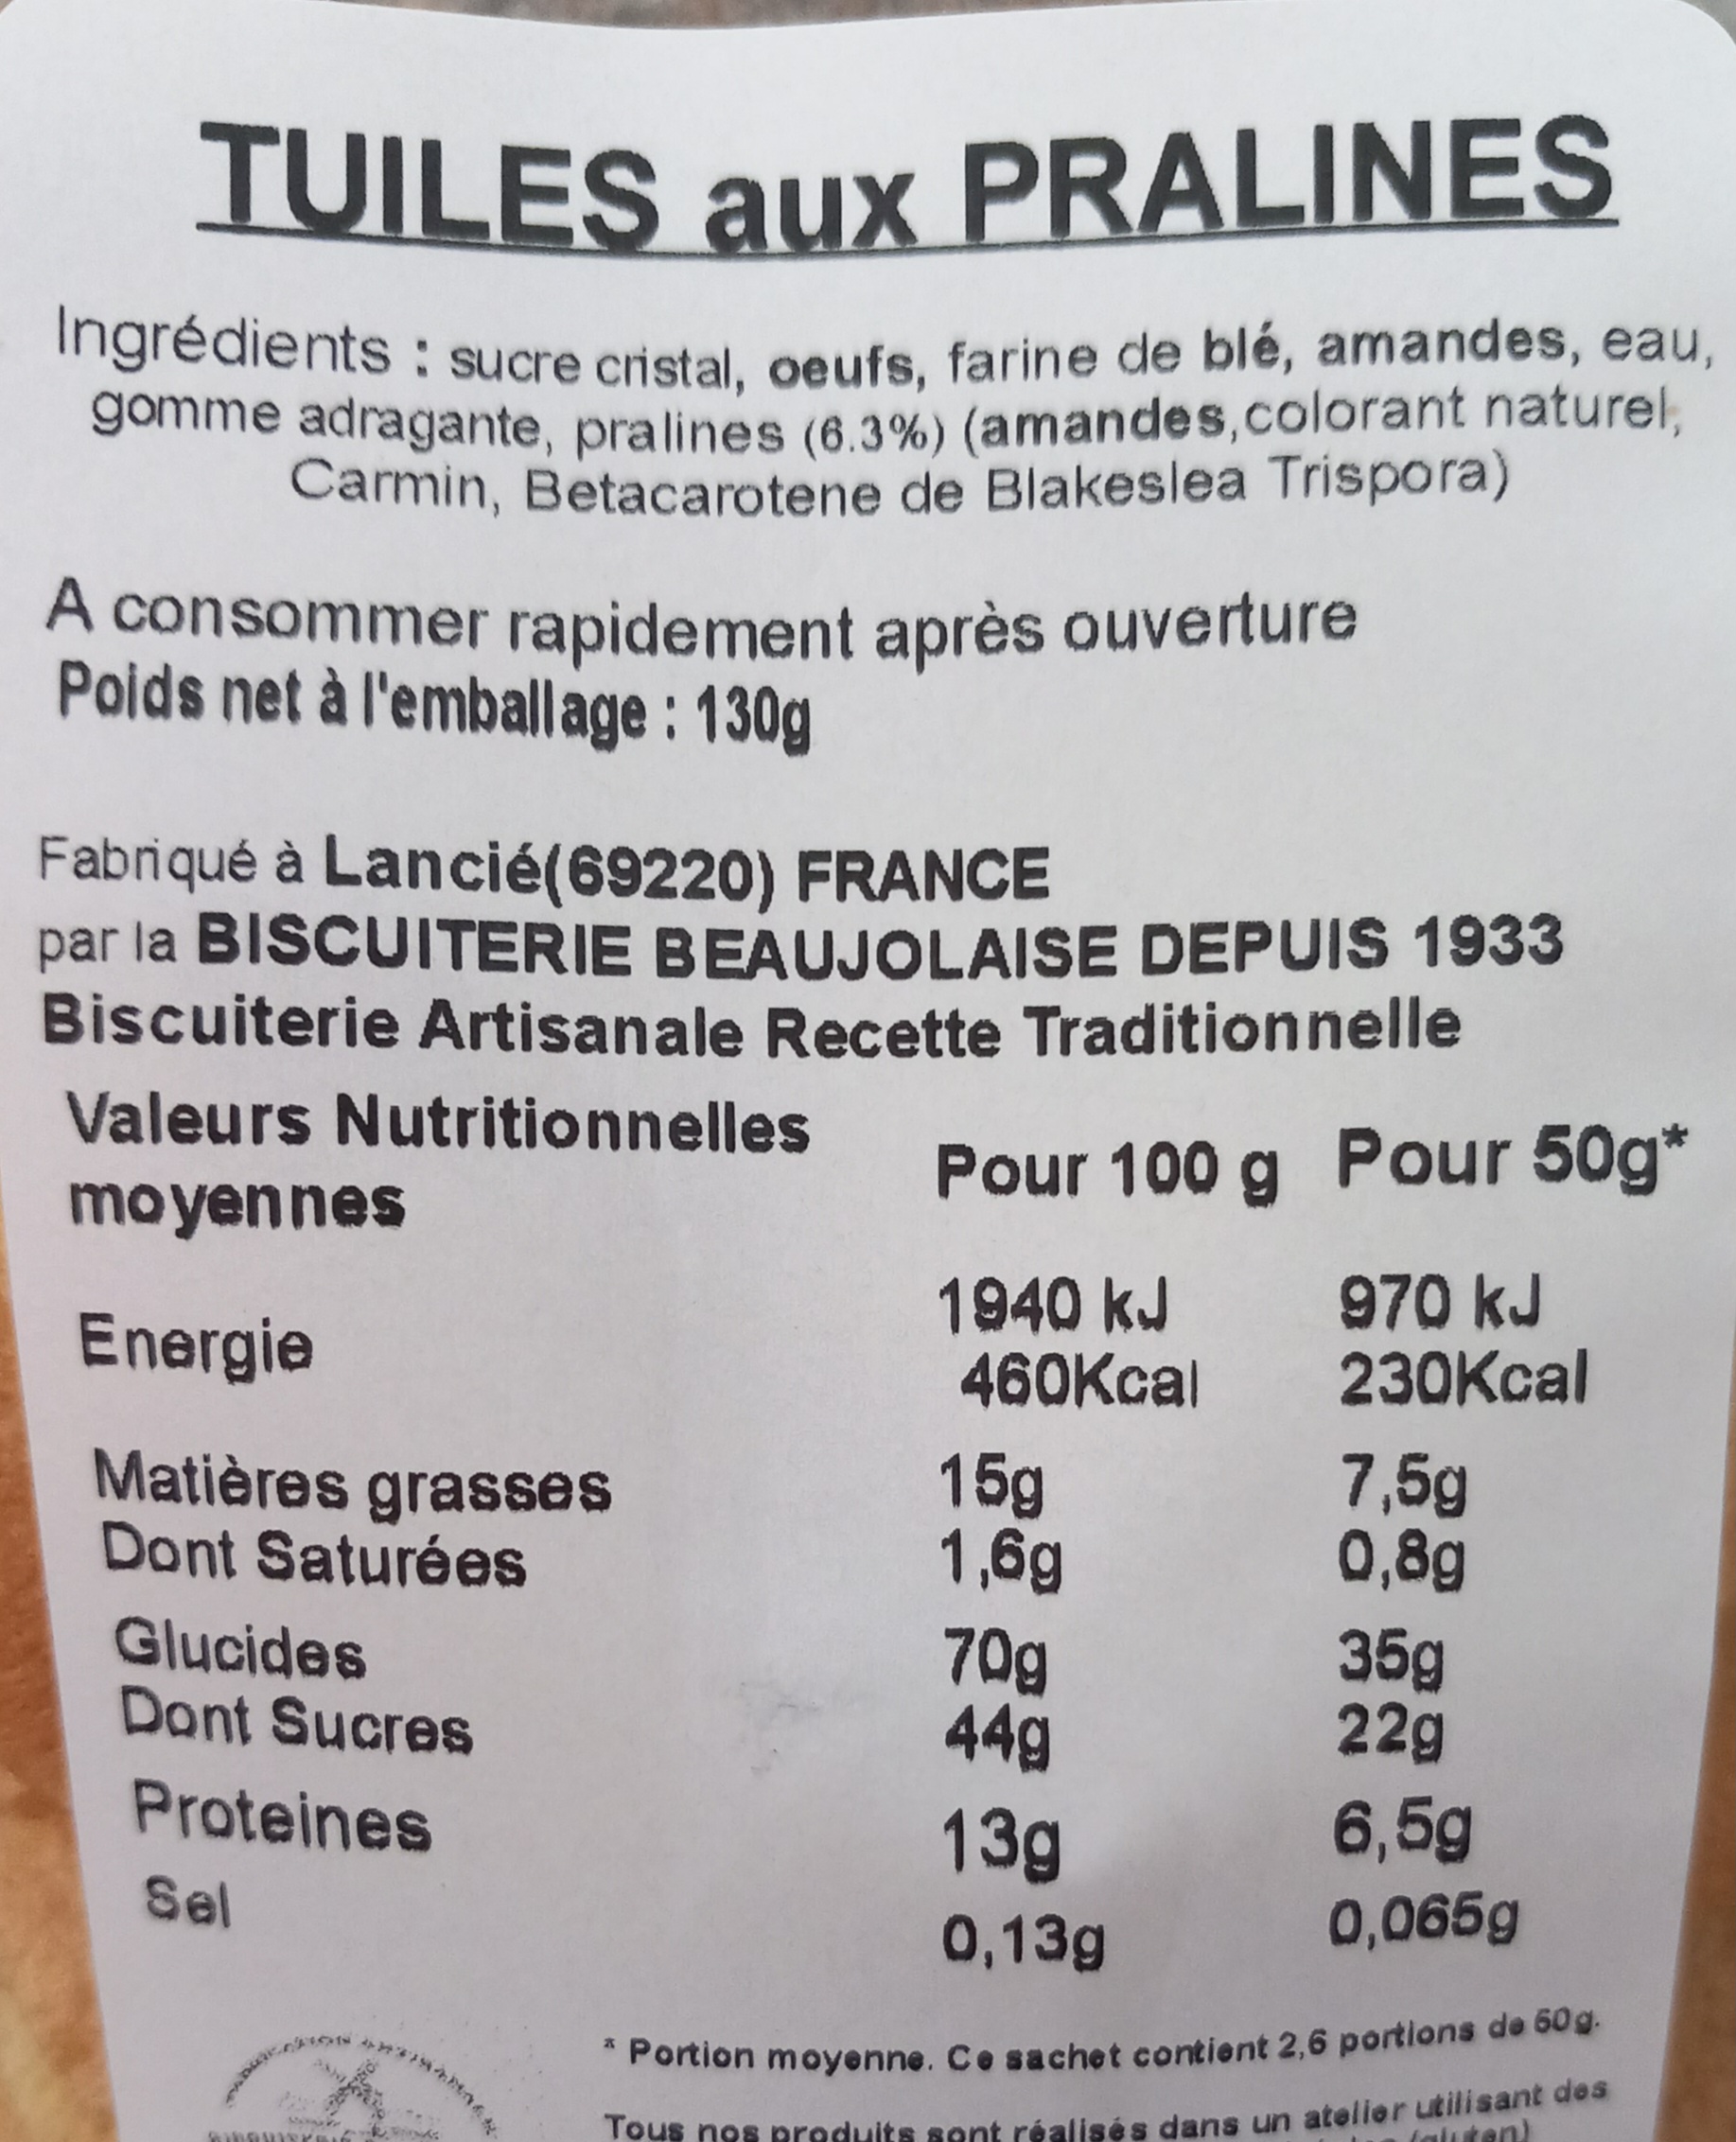 TUILES aux PRALINES
Ingrédients : sucre cristal, oeufs, farine de blé, amandes, eau,
gomme adragante, pralines (6.3%) (amandes,colorant naturel,
Carmin, Betacarotene de Blakeslea Trispora)
A consommer rapidement après ouverture
Poids net à l'emballage : 130g
Fabriqué à Lancié(69220) FRANCE
par la BISCUITERIE BEAUJOLAISE DEPUIS 1933
Biscuiterie Artisanale Recette Traditionnelle
Valeurs Nutritionnelles moyennes Pour 100 g Pour 50g*
Energie 1940 kJ 970 kJ
460Kcal 230Kcal
Matières grasses 15g 7,5g
Dont Saturées 1,6g 0,8g
Glucides 70g 35g
Dont Sucres 44g 22g
Proteines 13g 6,5g
Sel 0,13g 0,065g
* Portion moyenne. Ce sachet contient 2,6 portions de 50g.
Tous nos produits sont réalisés dans un atelier utilisant des
(gluten)